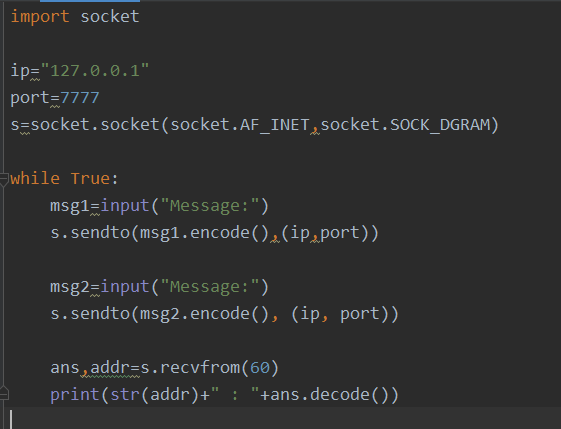 import socket
ip="127.0.0.1"
port=7777
s=socket.socket(socket.AF_INET,socket.SOCK_DGRAM)
while True:
    msg1=input("Message:")
    s.sendto(msg1.encode(),(ip,port))
    msg2=input("Message:")
    s.sendto(msg2.encode(), (ip, port))
    ans,addr=s.recvfrom(60)
    print(str(addr)+" : "+ans.decode())